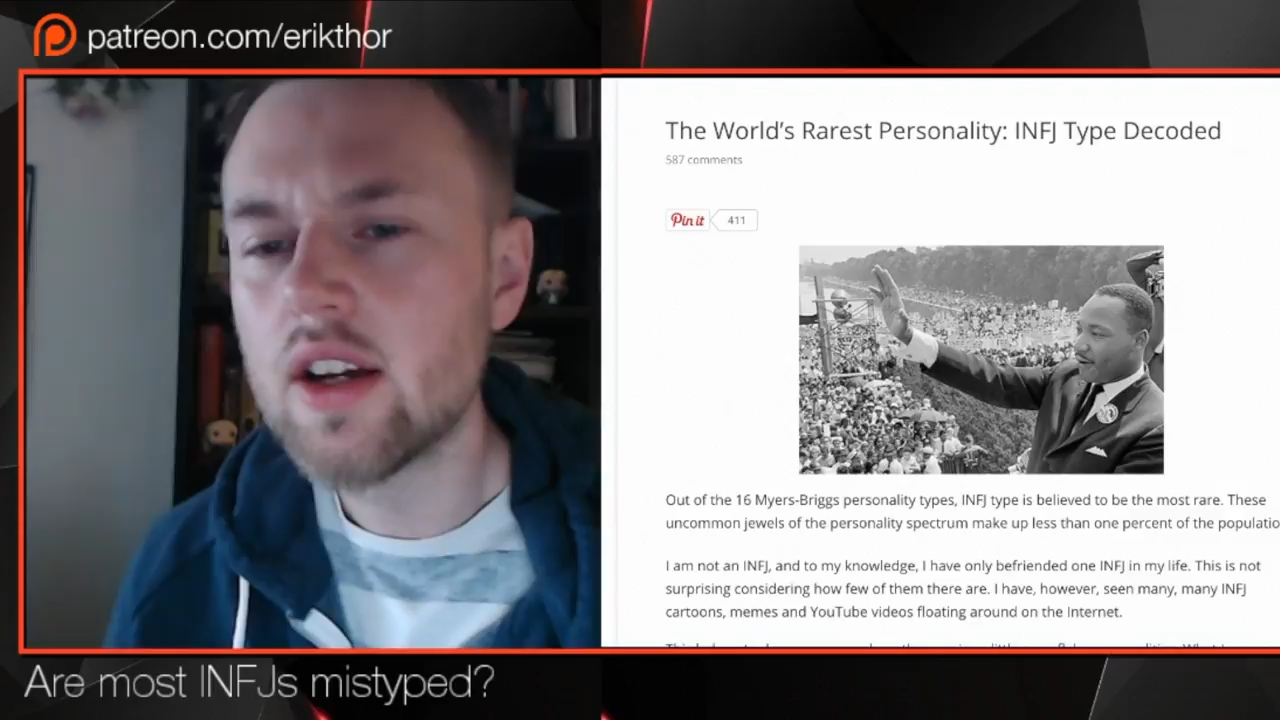 patreon.com/erikthor
The World's Rarest Personality: INFJ Type Decoded
587 comments
Pin it 411
Out of the 16 Myers-Briggs personality types, INFJ type is believed to be the most rare. These
uncommon jewels of the personality spectrum make up less than one percent of the populatio
I am not an INFJ, and to my knowledge, I have only befriended one INFJ in my life. This is not
surprising considering how few of them there are. I have, however, seen many, many INFJ
cartoons, memes and YouTube videos floating around on the Internet.
Are most INFJs mistyped?